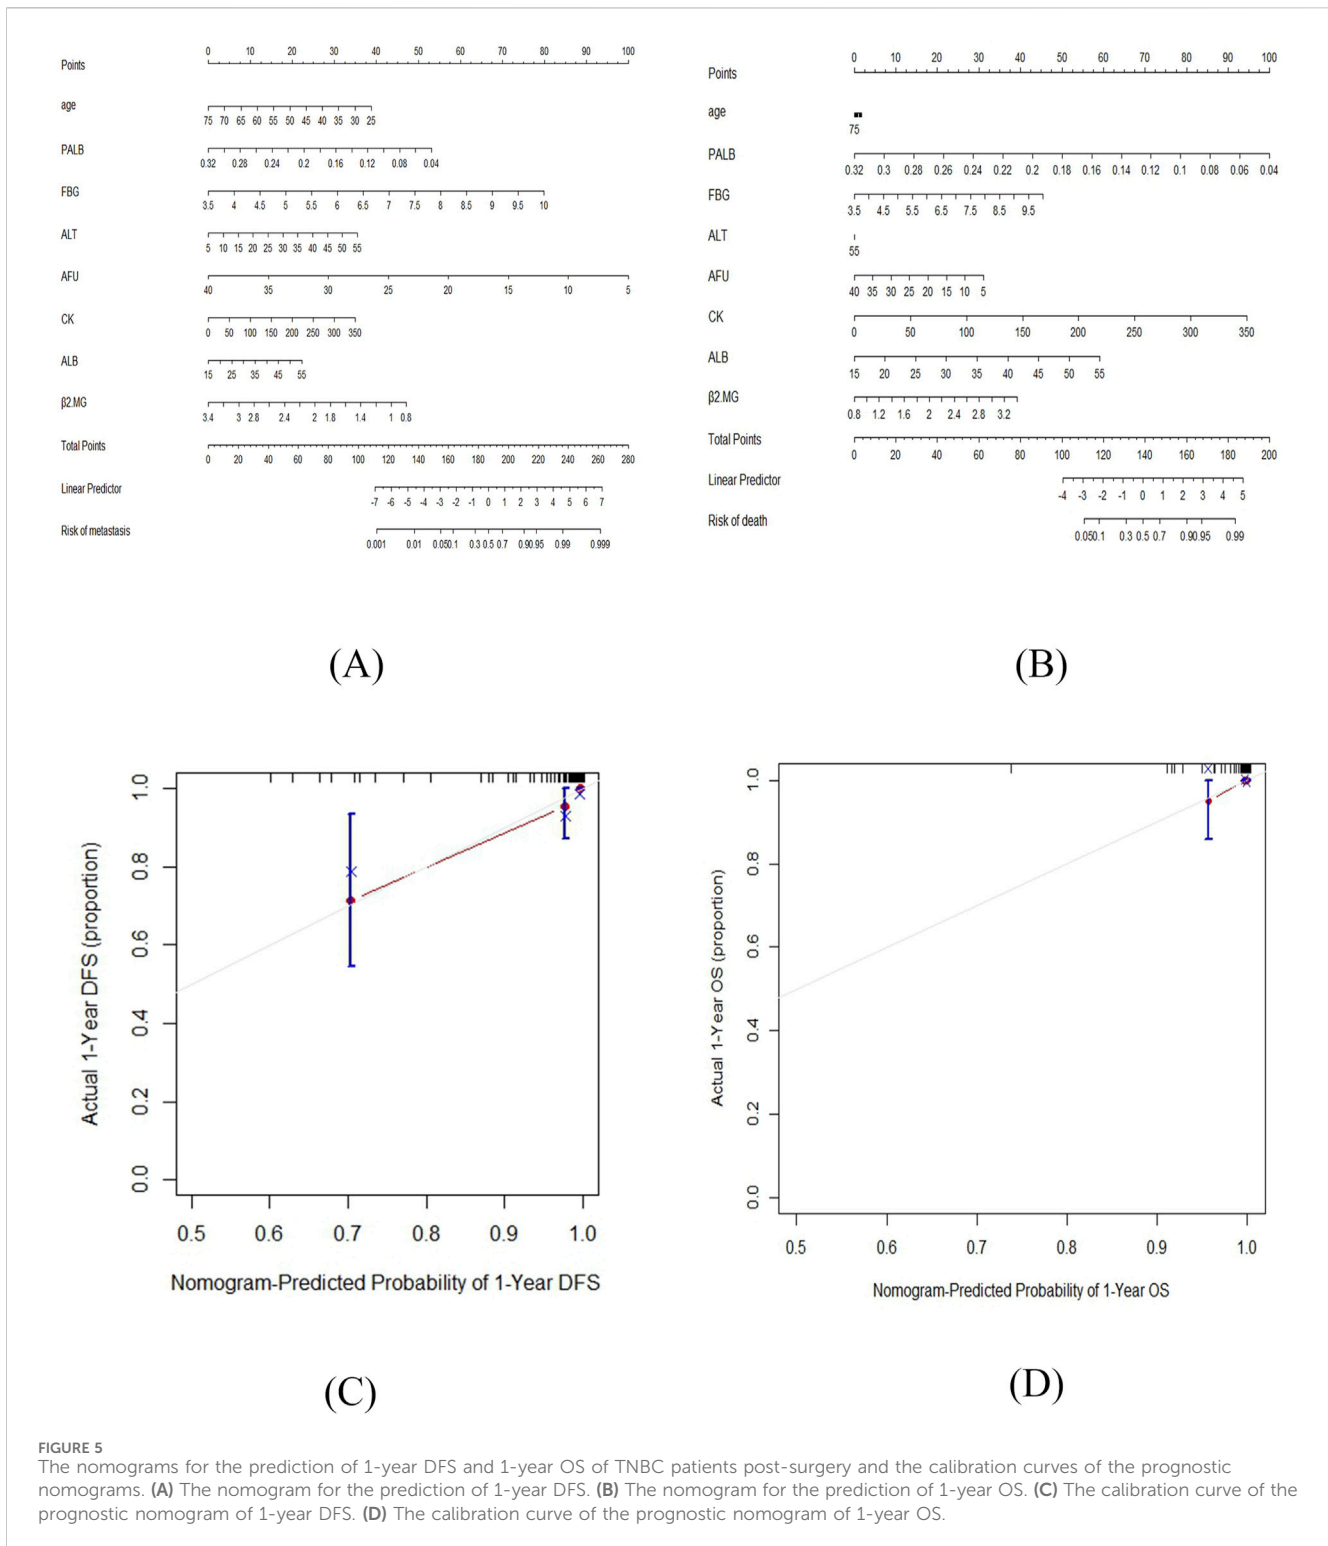 0 10 20 30 40 50 60 70 80 90 100
Points
age
75 70 65 60 55 50 45 40 35 30 25
PALB
0.32 0.28 0.24 0.2 0.16 0.12 0.08 0.04
FBG
3.5 4 4.5 5 5.5 6 6.5 7 7.5 8 8.5 9 9.5 10
ALT
5 10 15 20 25 30 35 40 45 50 55
AFU
40 35 30 25 20 15 10 5
CK
0 50 100 150 200 250 300 350
ALB
15 25 35 45 55
β2.MG
3.4 3 2.8 2.4 2 1.8 1.4 1 0.8
Total Points
0 20 40 60 80 100 120 140 160 180 200 220 240 260 280
Linear Predictor
-7 -6 -5 -4 -3 -2 -1 0 1 2 3 4 5 6 7
Risk of metastasis
0.001 0.01 0.05 0.1 0.3 0.5 0.7 0.90 0.95 0.99 0.999
(A)
0 10 20 30 40 50 60 70 80 90 100
Points
age
75
PALB
0.32 0.3 0.28 0.26 0.24 0.22 0.2 0.18 0.16 0.14 0.12 0.1 0.08 0.06 0.04
FBG
3.5 4.5 5.5 6.5 7.5 8.5 9.5
ALT
55
AFU
40 35 30 25 20 15 10 5
CK
0 50 100 150 200 250 300 350
ALB
15 20 25 30 35 40 45 50 55
β2.MG
0.8 1.2 1.6 2 2.4 2.8 3.2
Total Points
0 20 40 60 80 100 120 140 160 180 200
Linear Predictor
-4 -3 -2 -1 0 1 2 3 4 5
Risk of death
0.05 0.1 0.3 0.5 0.7 0.90 0.95 0.99
(B)
Actual 1-Year DFS (proportion)
1.0
0.8
0.6
0.4
0.2
0.0
0.5 0.6 0.7 0.8 0.9 1.0
Nomogram-Predicted Probability of 1-Year DFS
(C)
Actual 1-Year OS (proportion)
1.0
0.8
0.6
0.4
0.2
0.0
0.5 0.6 0.7 0.8 0.9 1.0
Nomogram-Predicted Probability of 1-Year OS
(D)
FIGURE 5
The nomograms for the prediction of 1-year DFS and 1-year OS of TNBC patients post-surgery and the calibration curves of the prognostic
nomograms. (A) The nomogram for the prediction of 1-year DFS. (B) The nomogram for the prediction of 1-year OS. (C) The calibration curve of the
prognostic nomogram of 1-year DFS. (D) The calibration curve of the prognostic nomogram of 1-year OS.